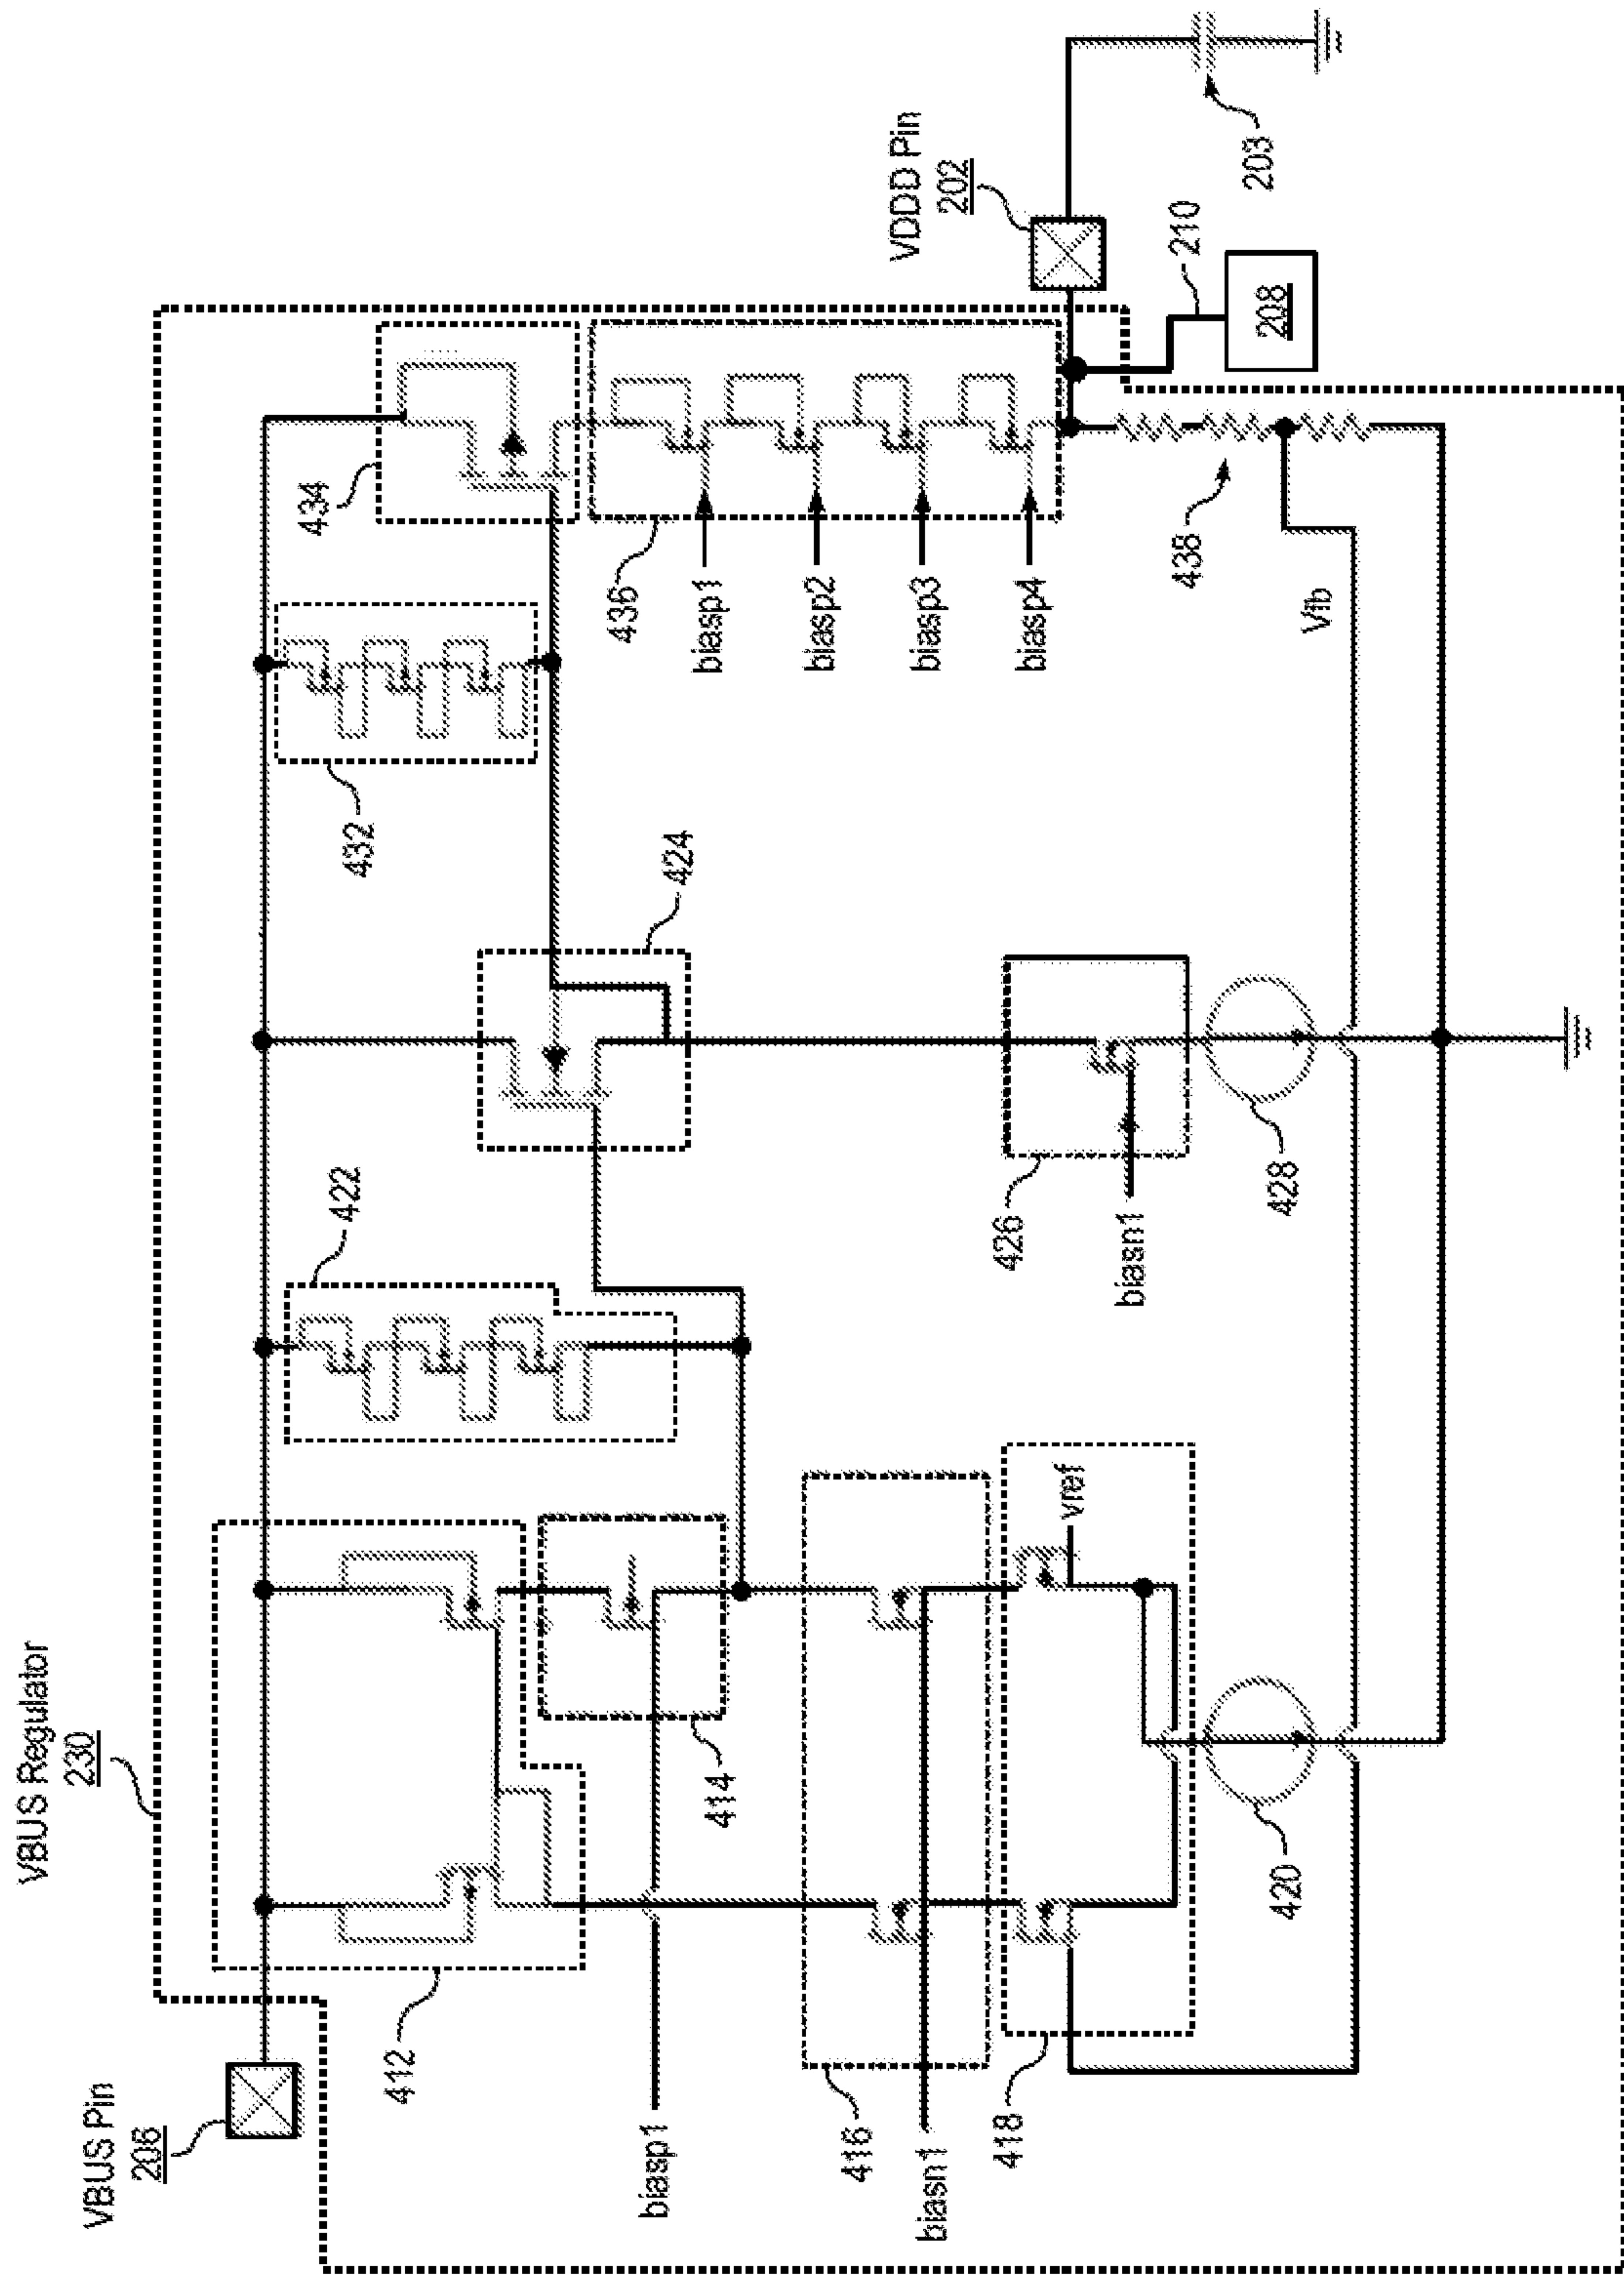 VBUS Regulator
230
VBUS Pin
206
412
biasp1
414
416
biasn1
418
vref
420
422
424
426
biasn1
428
432
434
436
biasp1
biasp2
biasp3
biasp4
438
Vfb
VDDD Pin
202
203
210
208